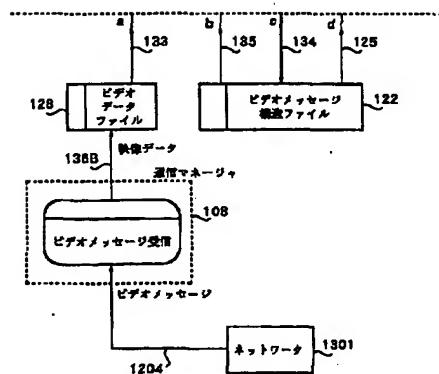 a
b
c
d
133
135
134
125
128
ビデオ
データ
ファイル
ビデオメッセージ
構造ファイル
122
映像データ
136B
通信マネージャ
108
ビデオメッセージ受信
ビデオメッセージ
ネットワータ
1204
1301